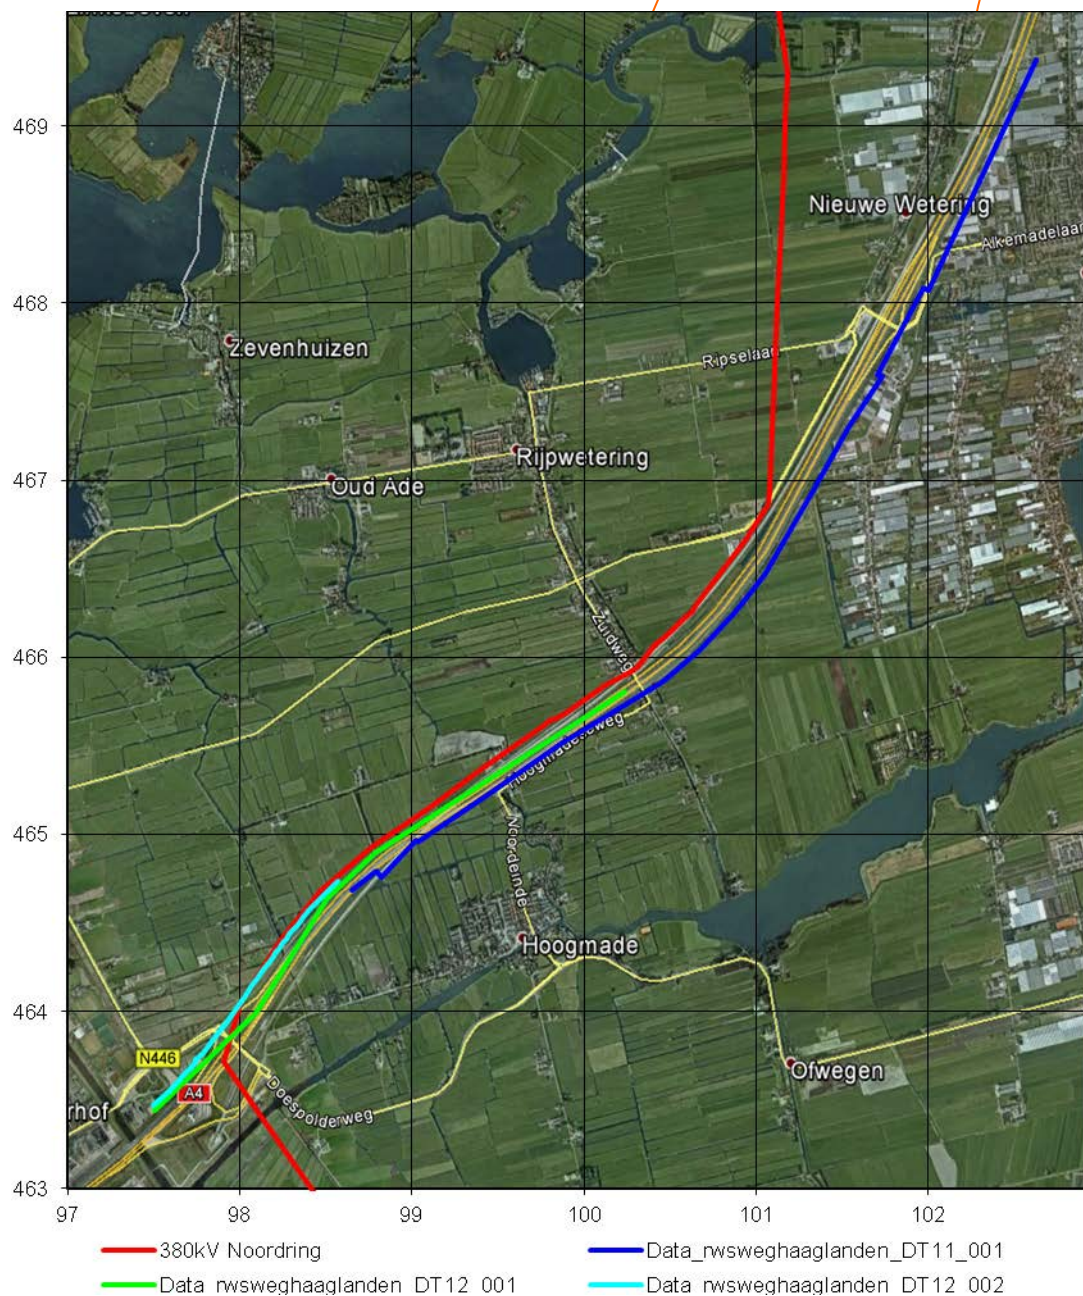 469
Nieuwe Wetering
Alkemadelaan
468
Zevenhuizen
Ripselaan
467
Rijpwetering
Oud Ade
466
Zuidweg
Hoogmadeseweg
465
Noordeinde
Hoogmade
464
N446
Ofwegen
A4
Doespolderweg
rhof
463
97 98 99 100 101 102
380kV Noordring
Data_rwsweghaaglanden_DT11_001
Data_rwsweghaaglanden_DT12_001
Data_rwsweghaaglanden_DT12_002